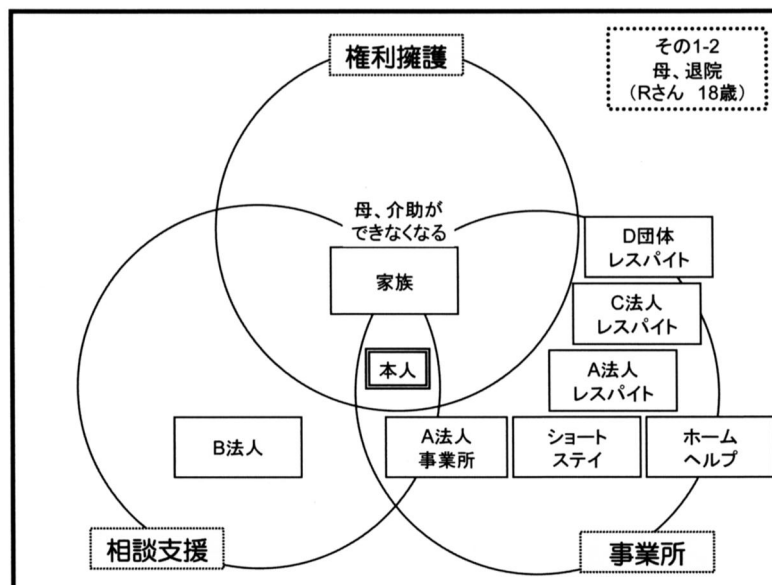 権利擁護
その1-2
母、退院
(Rさん 18歳)
母、介助が
できなくなる
家族
本人
D団体
レスパイト
C法人
レスパイト
A法人
レスパイト
B法人
A法人
事業所
ショート
ステイ
ホーム
ヘルプ
相談支援
事業所